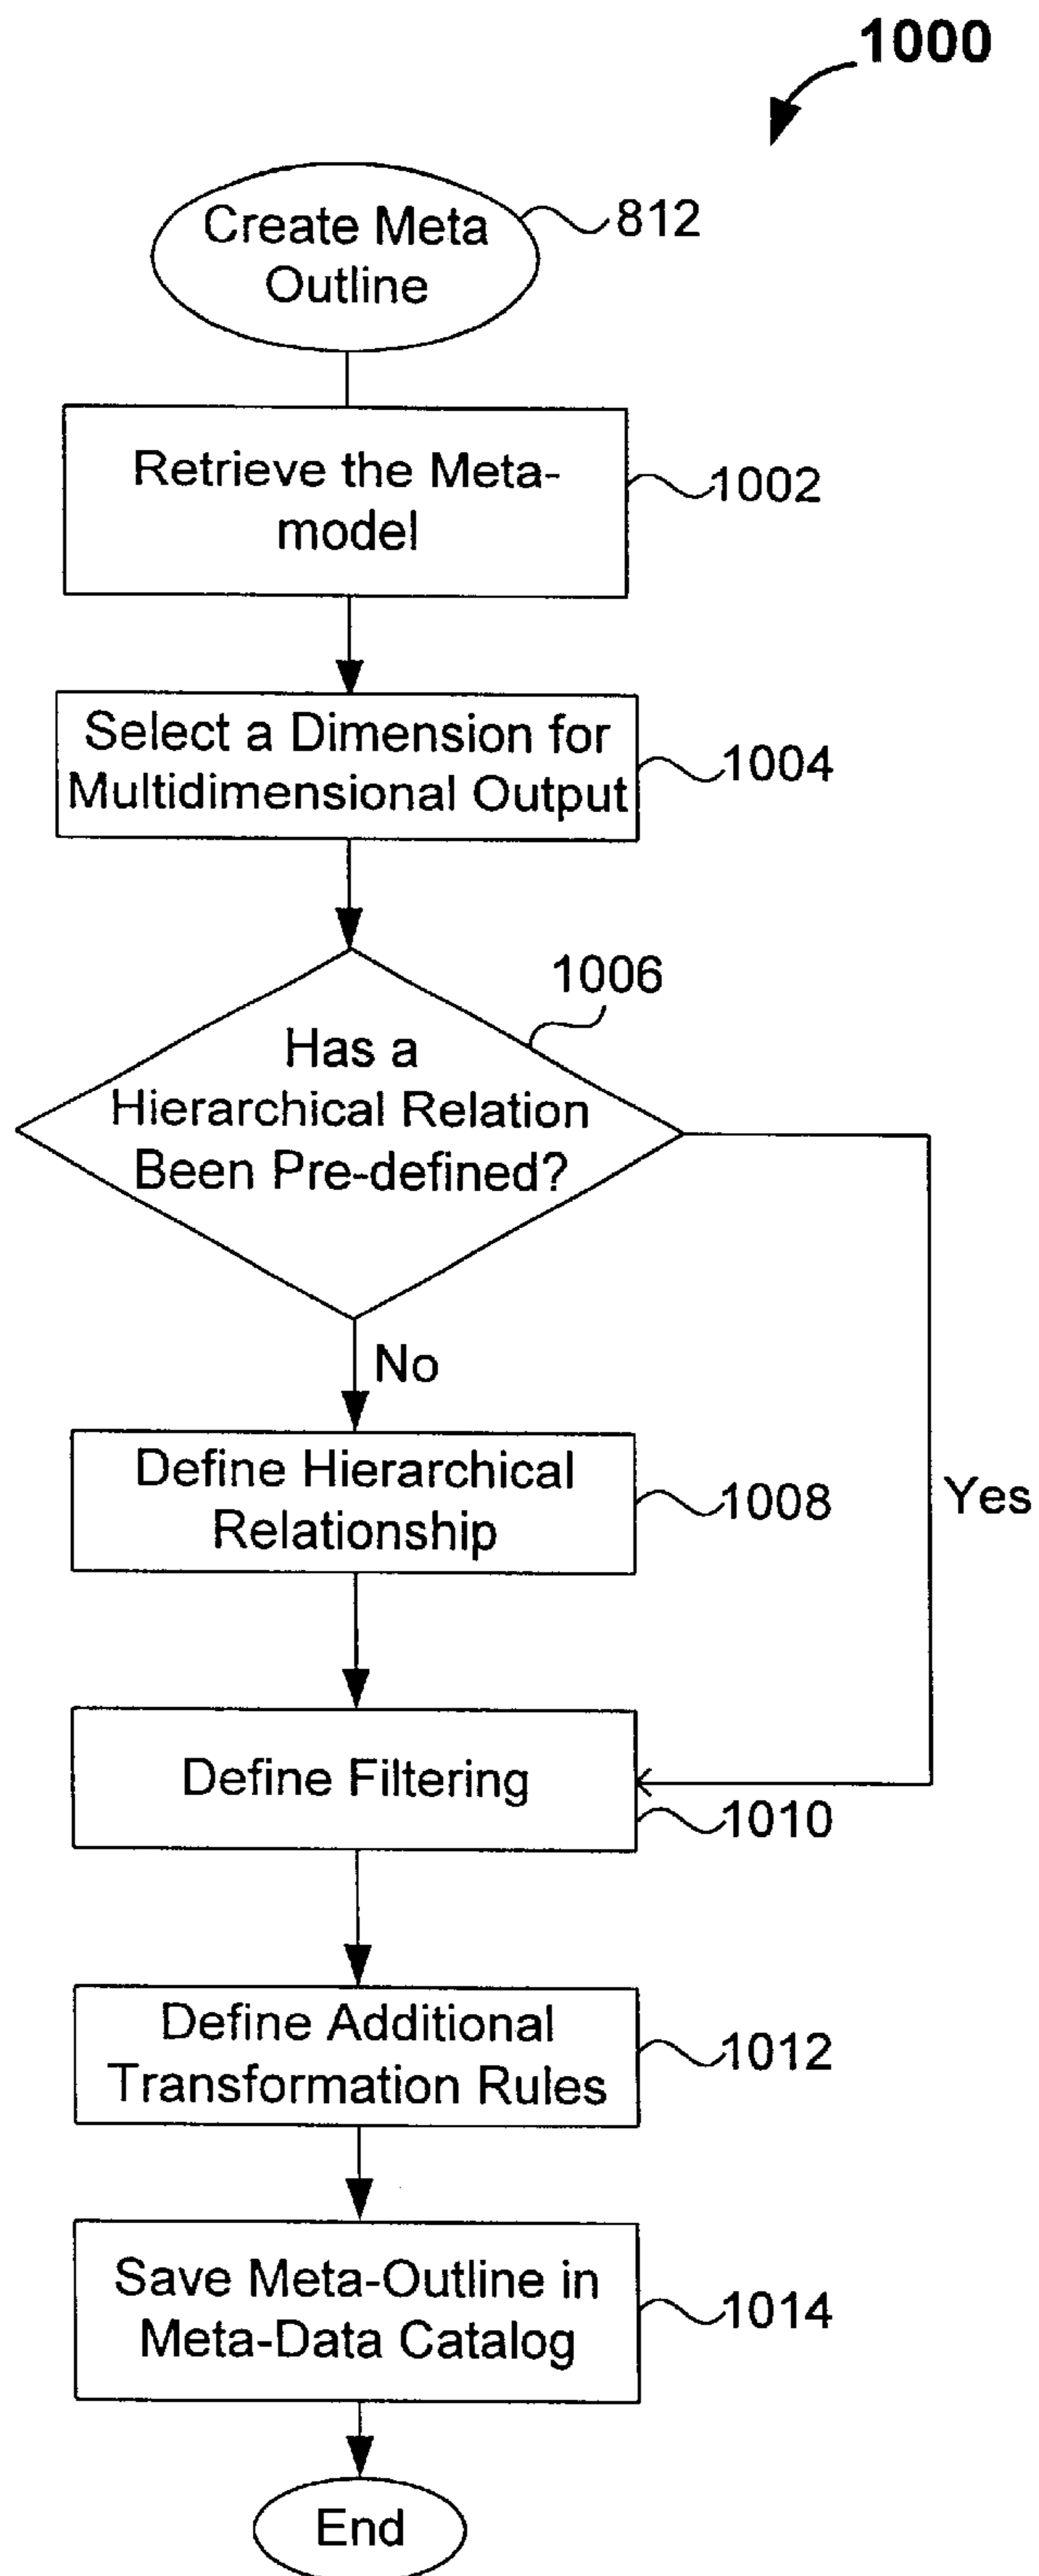 1000
Create Meta
Outline
812
Retrieve the Meta-
model
1002
Select a Dimension for
Multidimensional Output
1004
1006
Has a
Hierarchical Relation
Been Pre-defined?
No
Define Hierarchical
Relationship
1008
Yes
Define Filtering
1010
Define Additional
Transformation Rules
1012
Save Meta-Outline in
Meta-Data Catalog
1014
End